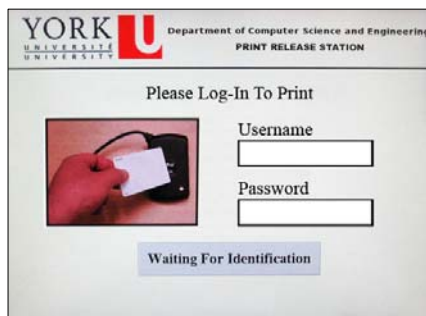 YORK
UNIVERSITÉ
UNIVERSITY
U
Department of Computer Science and Engineering
PRINT RELEASE STATION
Please Log-In To Print
Username
Password
Waiting For Identification